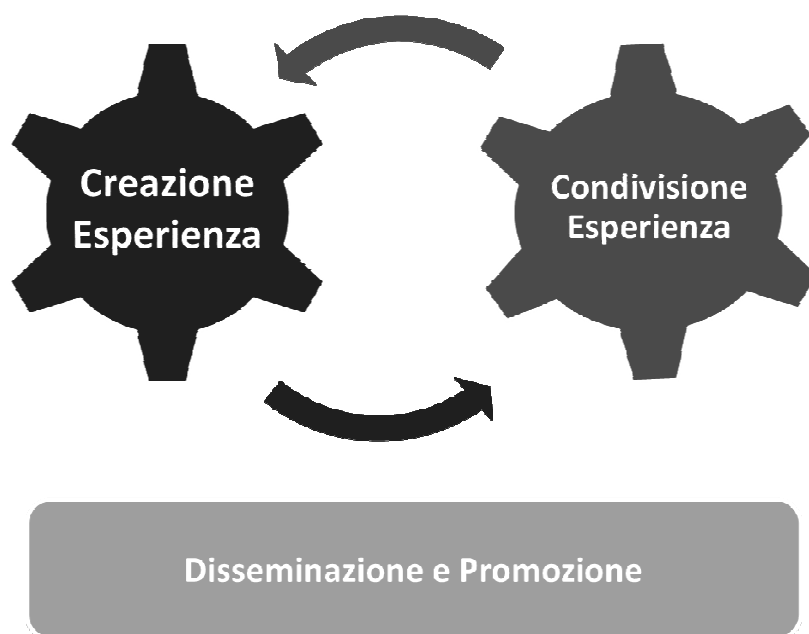 Creazione
Esperienza
Condivisione
Esperienza
Disseminazione e Promozione